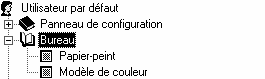 Utilisateur par défaut
Panneau de configuration
Bureau
Papier-peint
Modèle de couleur